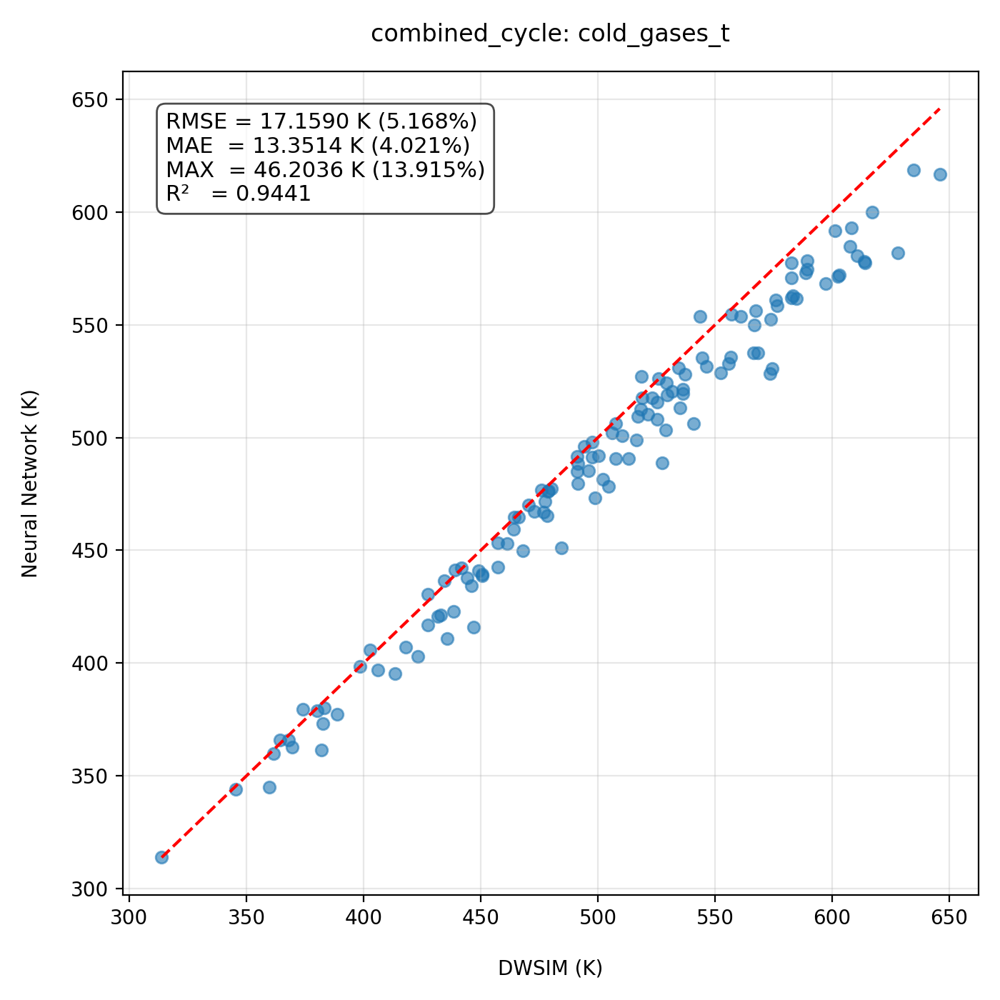 combined_cycle: cold_gases_t
RMSE = 17.1590 K (5.168%)
MAE  = 13.3514 K (4.021%)
MAX  = 46.2036 K (13.915%)
R²   = 0.9441
Neural Network (K)
650
600
550
500
450
400
350
300
300 350 400 450 500 550 600 650
DWSIM (K)